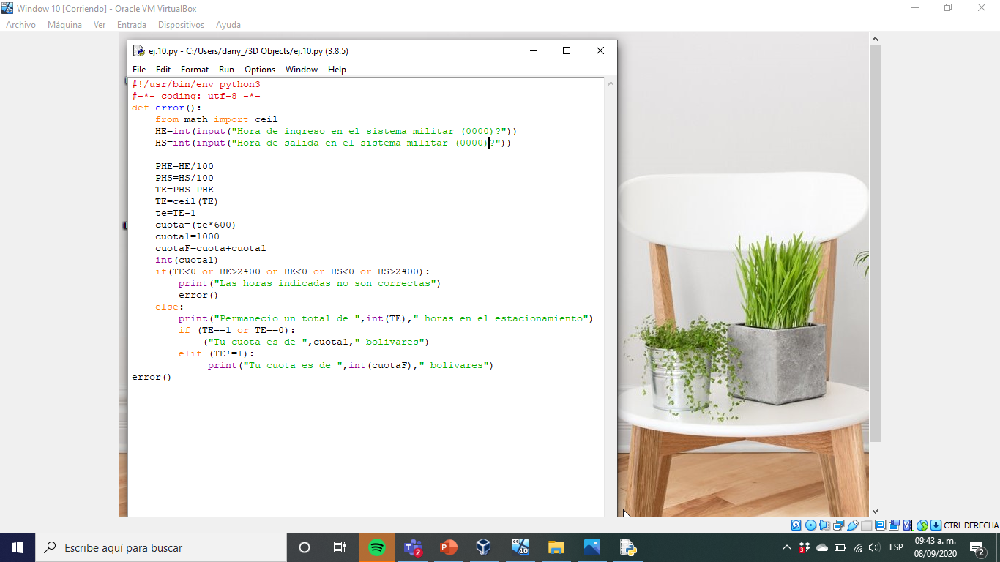 Window 10 [Corriendo] - Oracle VM VirtualBox
Archivo Máquina Ver Entrada Dispositivos Ayuda
ej.10.py - C:/Users/dany_/3D Objects/ej.10.py (3.8.5)
File Edit Format Run Options Window Help
#!/usr/bin/env python3
#-*- coding: utf-8 -*-
def error():
    from math import ceil
    HE=int(input("Hora de ingreso en el sistema militar (0000)?"))
    HS=int(input("Hora de salida en el sistema militar (0000)?"))
    PHE=HE/100
    PHS=HS/100
    TE=PHS-PHE
    TE=ceil(TE)
    te=TE-1
    cuota=(te*600)
    cuota1=1000
    cuotaF=cuota+cuota1
    int(cuota1)
    if(TE<0 or HE>2400 or HE<0 or HS<0 or HS>2400):
        print("Las horas indicadas no son correctas")
        error()
    else:
        print("Permanecio un total de ",int(TE)," horas en el estacionamiento")
        if (TE==1 or TE==0):
            ("Tu cuota es de ",cuota1," bolivares")
        elif (TE!=1):
             print("Tu cuota es de ",int(cuotaF)," bolivares")
error()
CTRL DERECHA
Escribe aquí para buscar
2
3
ESP
09:43 a. m.
08/09/2020
2